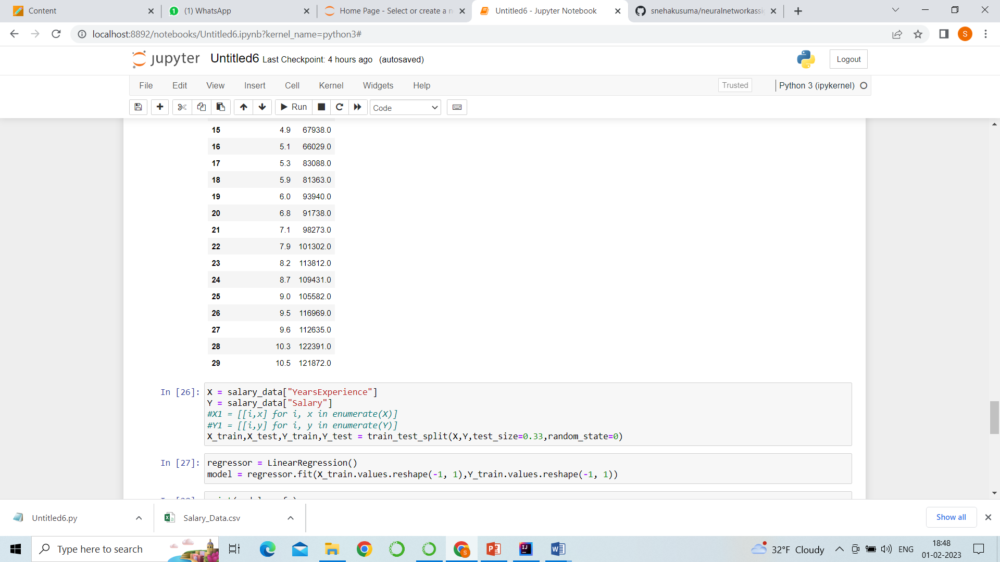 Content
(1) WhatsApp
Home Page - Select or create a n
Untitled6 - Jupyter Notebook
snehakusuma/neuralnetworkassi
localhost:8892/notebooks/Untitled6.ipynb?kernel_name=python3#
S
jupyter Untitled6 Last Checkpoint: 4 hours ago (autosaved)
Logout
File Edit View Insert Cell Kernel Widgets Help
Trusted
Python 3 (ipykernel)
Run
Code
15 4.9 67938.0
16 5.1 66029.0
17 5.3 83088.0
18 5.9 81363.0
19 6.0 93940.0
20 6.8 91738.0
21 7.1 98273.0
22 7.9 101302.0
23 8.2 113812.0
24 8.7 109431.0
25 9.0 105582.0
26 9.5 116969.0
27 9.6 112635.0
28 10.3 122391.0
29 10.5 121872.0
In [26]: X = salary_data["YearsExperience"]
Y = salary_data["Salary"]
#X1 = [[i,x] for i, x in enumerate(X)]
#Y1 = [[i,y] for i, y in enumerate(Y)]
X_train,X_test,Y_train,Y_test = train_test_split(X,Y,test_size=0.33,random_state=0)
In [27]: regressor = LinearRegression()
model = regressor.fit(X_train.values.reshape(-1, 1),Y_train.values.reshape(-1, 1))
Untitled6.py
Salary_Data.csv
Show all
Type here to search
32°F Cloudy
ENG
18:48
01-02-2023